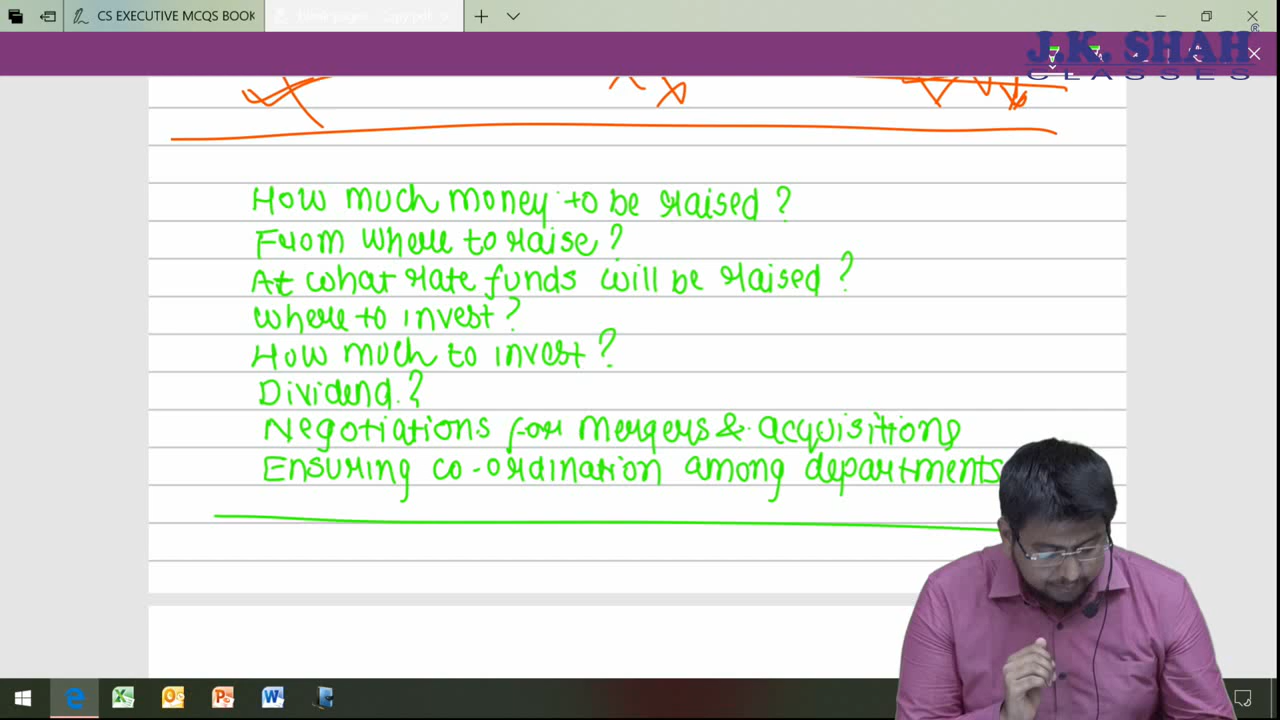 CS EXECUTIVE MCQS BOOK
J.K. SHAH®
CLASSES
How much money to be raised?
From where to raise?
At what rate funds will be raised?
Where to invest?
How much to invest?
Dividend.?
Negotiations for mergers & acquisitions
Ensuring co-ordination among departments